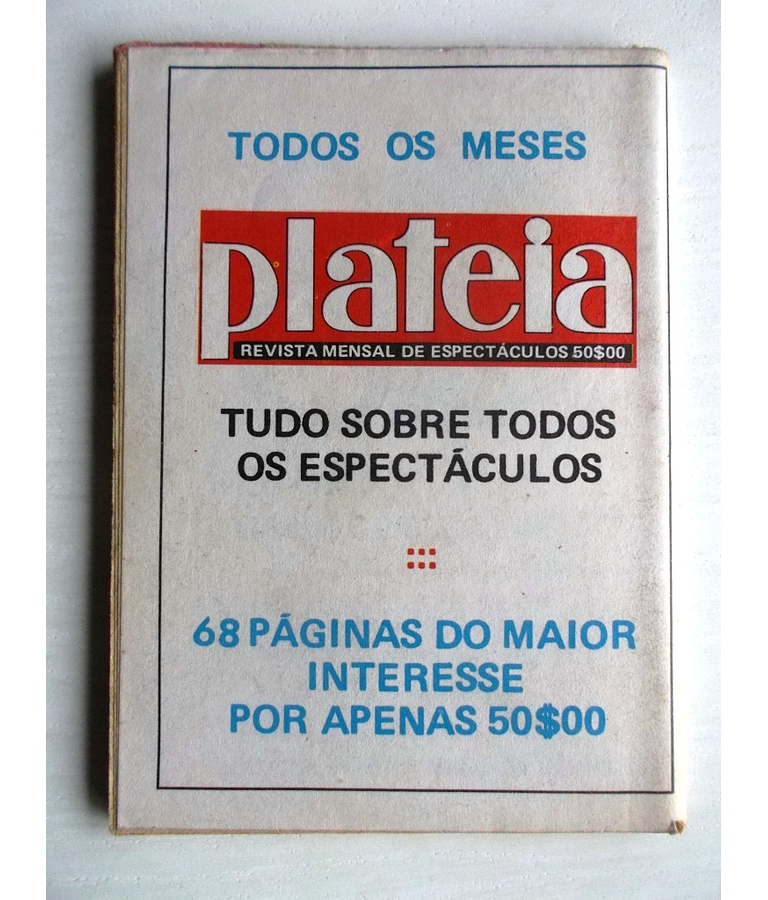 TODOS OS MESES
plateia
REVISTA MENSAL DE ESPECTÁCULOS 50$00
TUDO SOBRE TODOS
OS ESPECTÁCULOS
68 PÁGINAS DO MAIOR
INTERESSE
POR APENAS 50$00